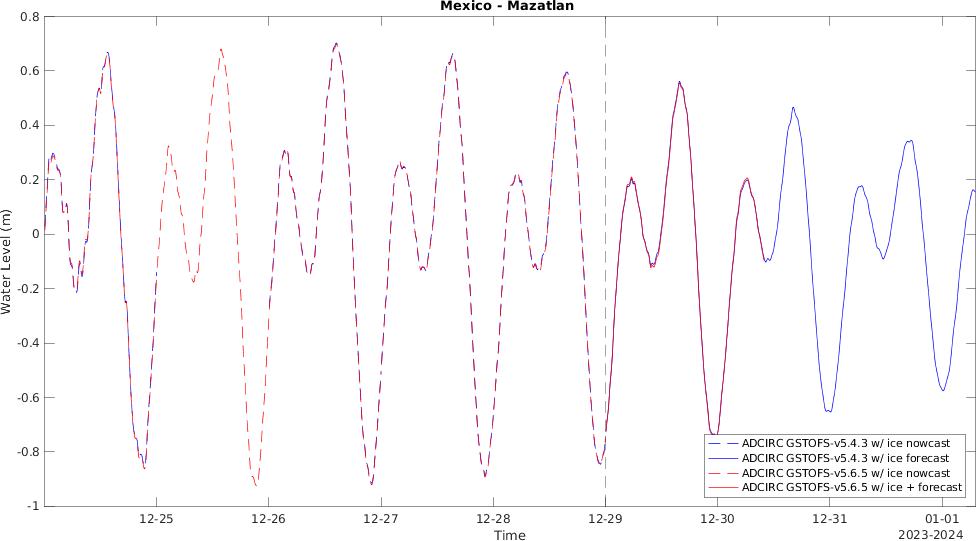 Mexico - Mazatlan
0.8
0.6
0.4
0.2
0
-0.2
-0.4
-0.6
-0.8
-1
Water Level (m)
ADCIRC GSTOFS-v5.4.3 w/ ice nowcast
ADCIRC GSTOFS-v5.4.3 w/ ice forecast
ADCIRC GSTOFS-v5.6.5 w/ ice nowcast
ADCIRC GSTOFS-v5.6.5 w/ ice + forecast
12-25 12-26 12-27 12-28 12-29 12-30 12-31 01-01
Time
2023-2024